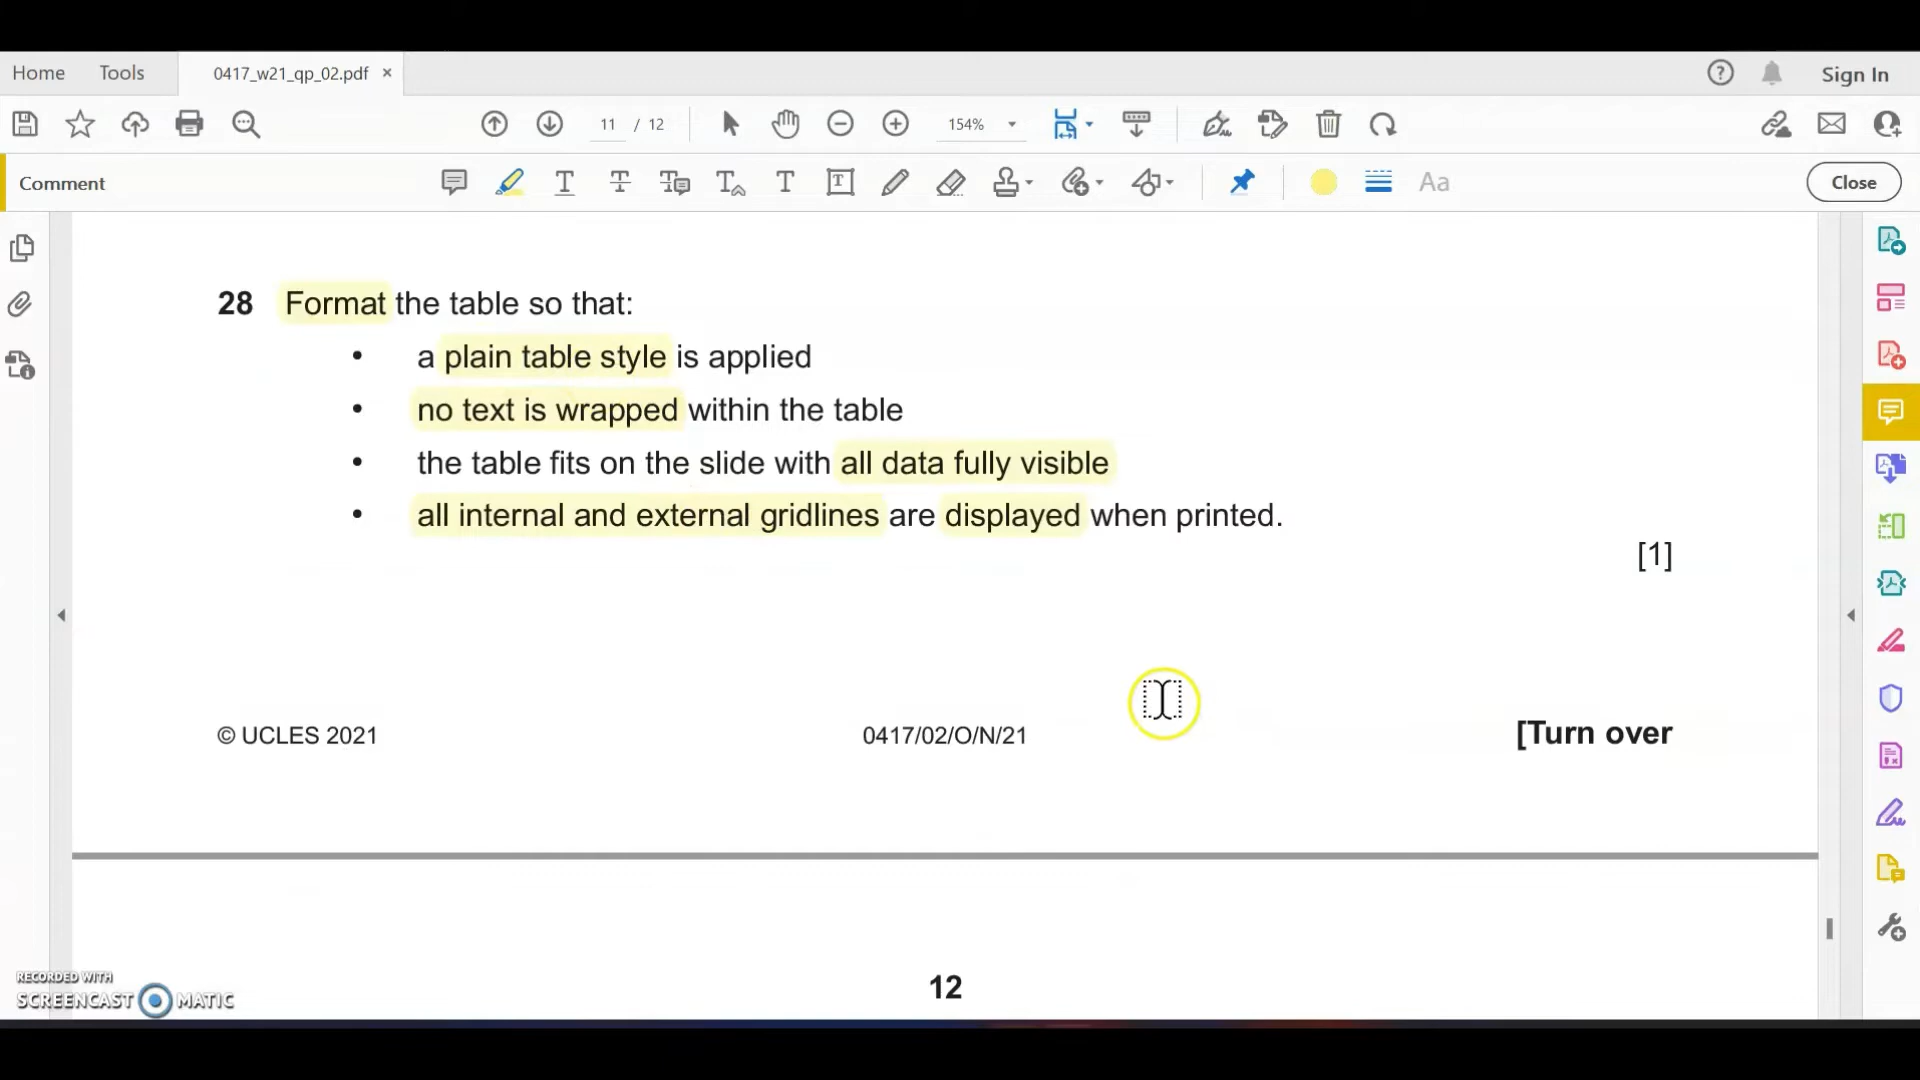 Home Tools 0417_w21_qp_02.pdf × Sign In
11 / 12 154%
Comment Aa Close
28 Format the table so that:
• a plain table style is applied
• no text is wrapped within the table
• the table fits on the slide with all data fully visible
• all internal and external gridlines are displayed when printed.
[1]
© UCLES 2021 0417/02/O/N/21 [Turn over
12
RECORDED WITH
SCREENCAST MATIC